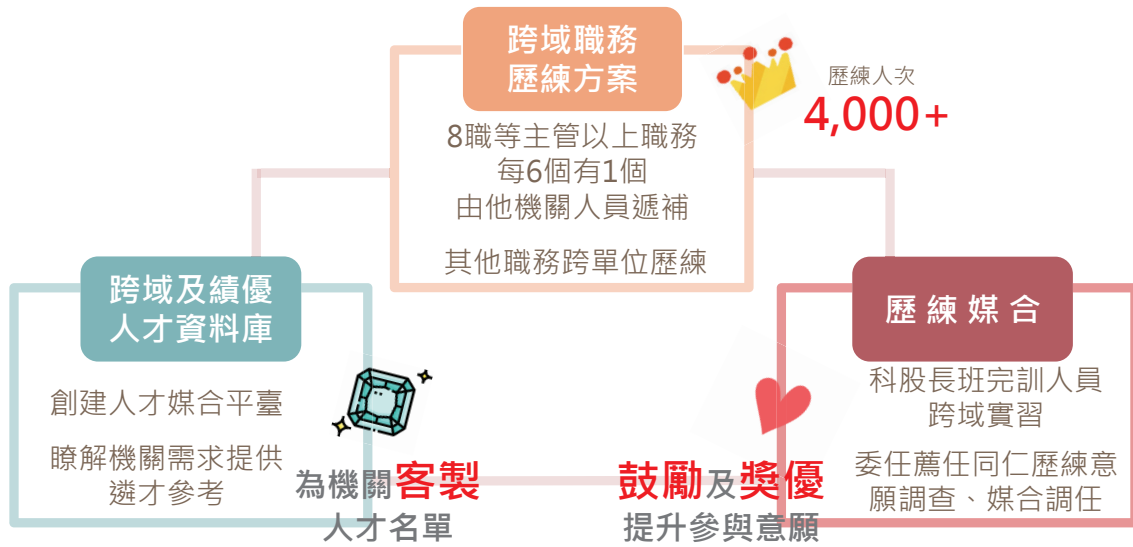 跨域職務
歷練方案
歷練人次
4,000+
8職等主管以上職務
每6個有1個
由他機關人員遞補
其他職務跨單位歷練
跨域及績優
人才資料庫
創建人才媒合平臺
瞭解機關需求提供
遴才參考
為機關客製
人才名單
鼓勵及獎優
提升參與意願
歷練媒合
科股長班完訓人員
跨域實習
委任薦任同仁歷練意
願調查、媒合調任